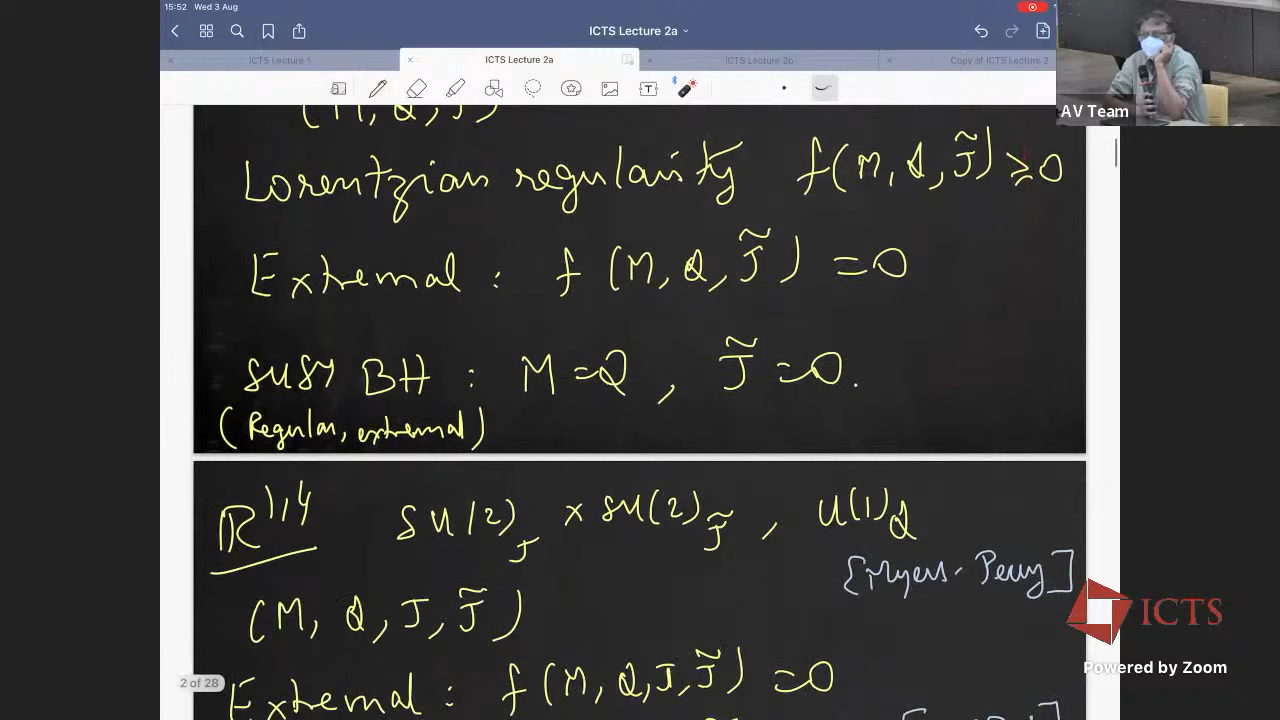 15:52 Wed 3 Aug
ICTS Lecture 2a
ICTS Lecture 1
ICTS Lecture 2a
ICTS Lecture 2b
Copy of ICTS Lecture 2
AV Team
(M, Q, J̃)
Lorentzian regularity f(M, Q, J̃) ⩾ 0
Extremal : f (M, Q, J̃) = 0
SUSY BH : M = Q , J̃ = 0.
(Regular, extremal)
ℝ^{1,4} SU(2)_J × SU(2)_J̃ , U(1)_Q
[Myers-Perry]
(M, Q, J, J̃)
ICTS
Powered by Zoom
2 of 28
Extremal : f (M, Q, J, J̃) = 0